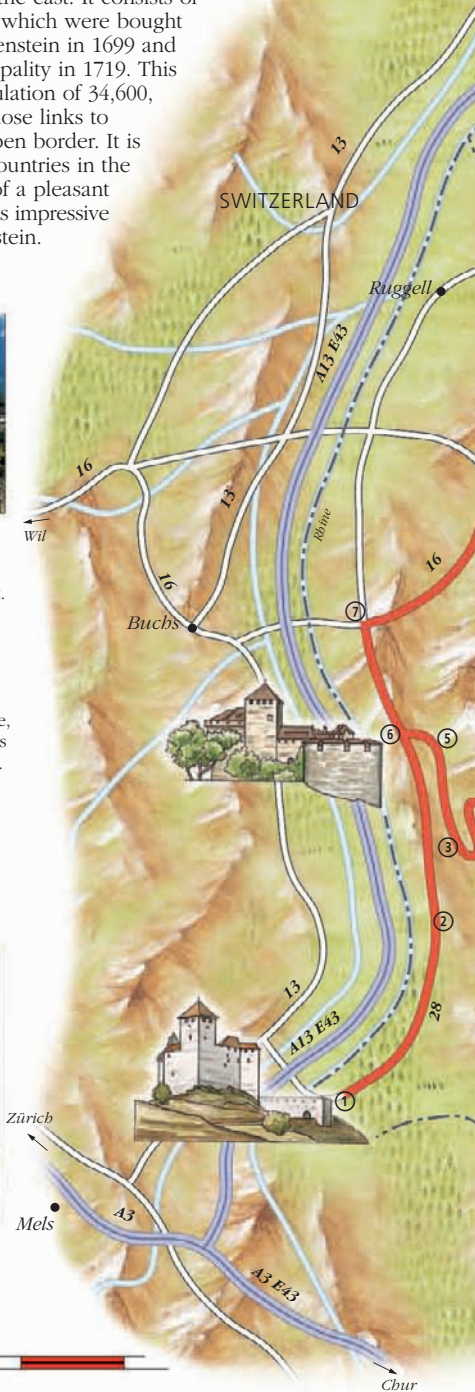 the east. It consists of
which were bought
enstein in 1699 and
pality in 1719. This
ulation of 34,600,
lose links to
pen border. It is
ountries in the
of a pleasant
s impressive
stein.
13
SWITZERLAND
Ruggell
A13 E43
16
13
Wil
Rhine
16
16
7
Buchs
e,
s
6
5
3
2
13
28
A13 E43
1
Zürich
Mels
A3
A3 E43
Chur